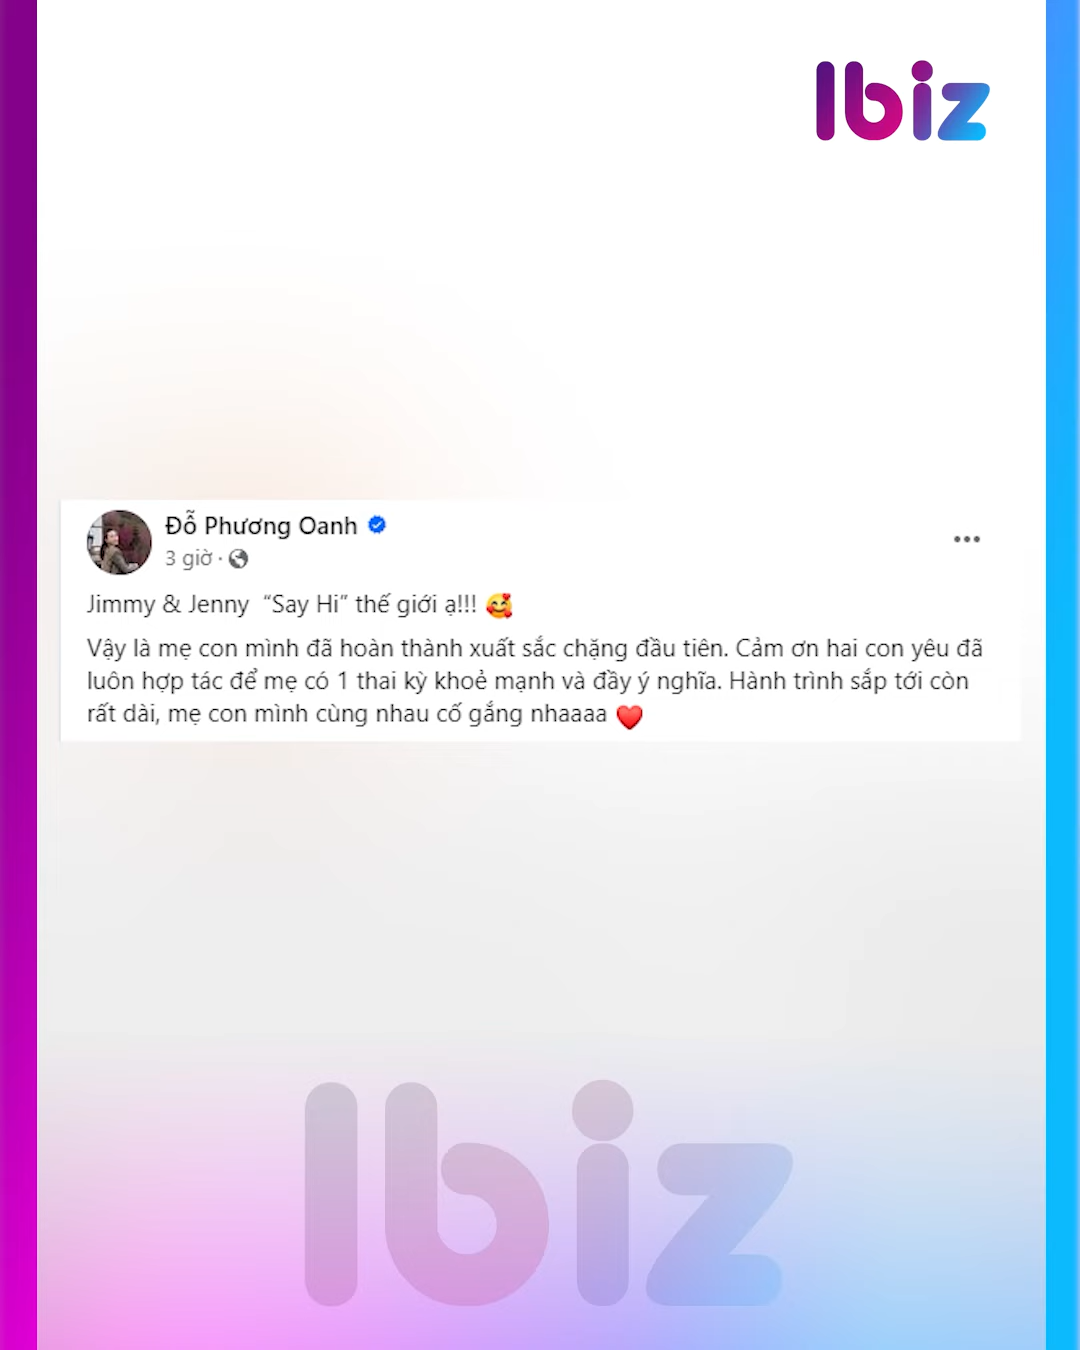 Ibiz
Đỗ Phương Oanh
3 giờ ·
Jimmy & Jenny “Say Hi” thế giới ạ!!! 🥰
Vậy là mẹ con mình đã hoàn thành xuất sắc chặng đầu tiên. Cảm ơn hai con yêu đã
luôn hợp tác để mẹ có 1 thai kỳ khoẻ mạnh và đầy ý nghĩa. Hành trình sắp tới còn
rất dài, mẹ con mình cùng nhau cố gắng nhaaaa ❤️
Ibiz